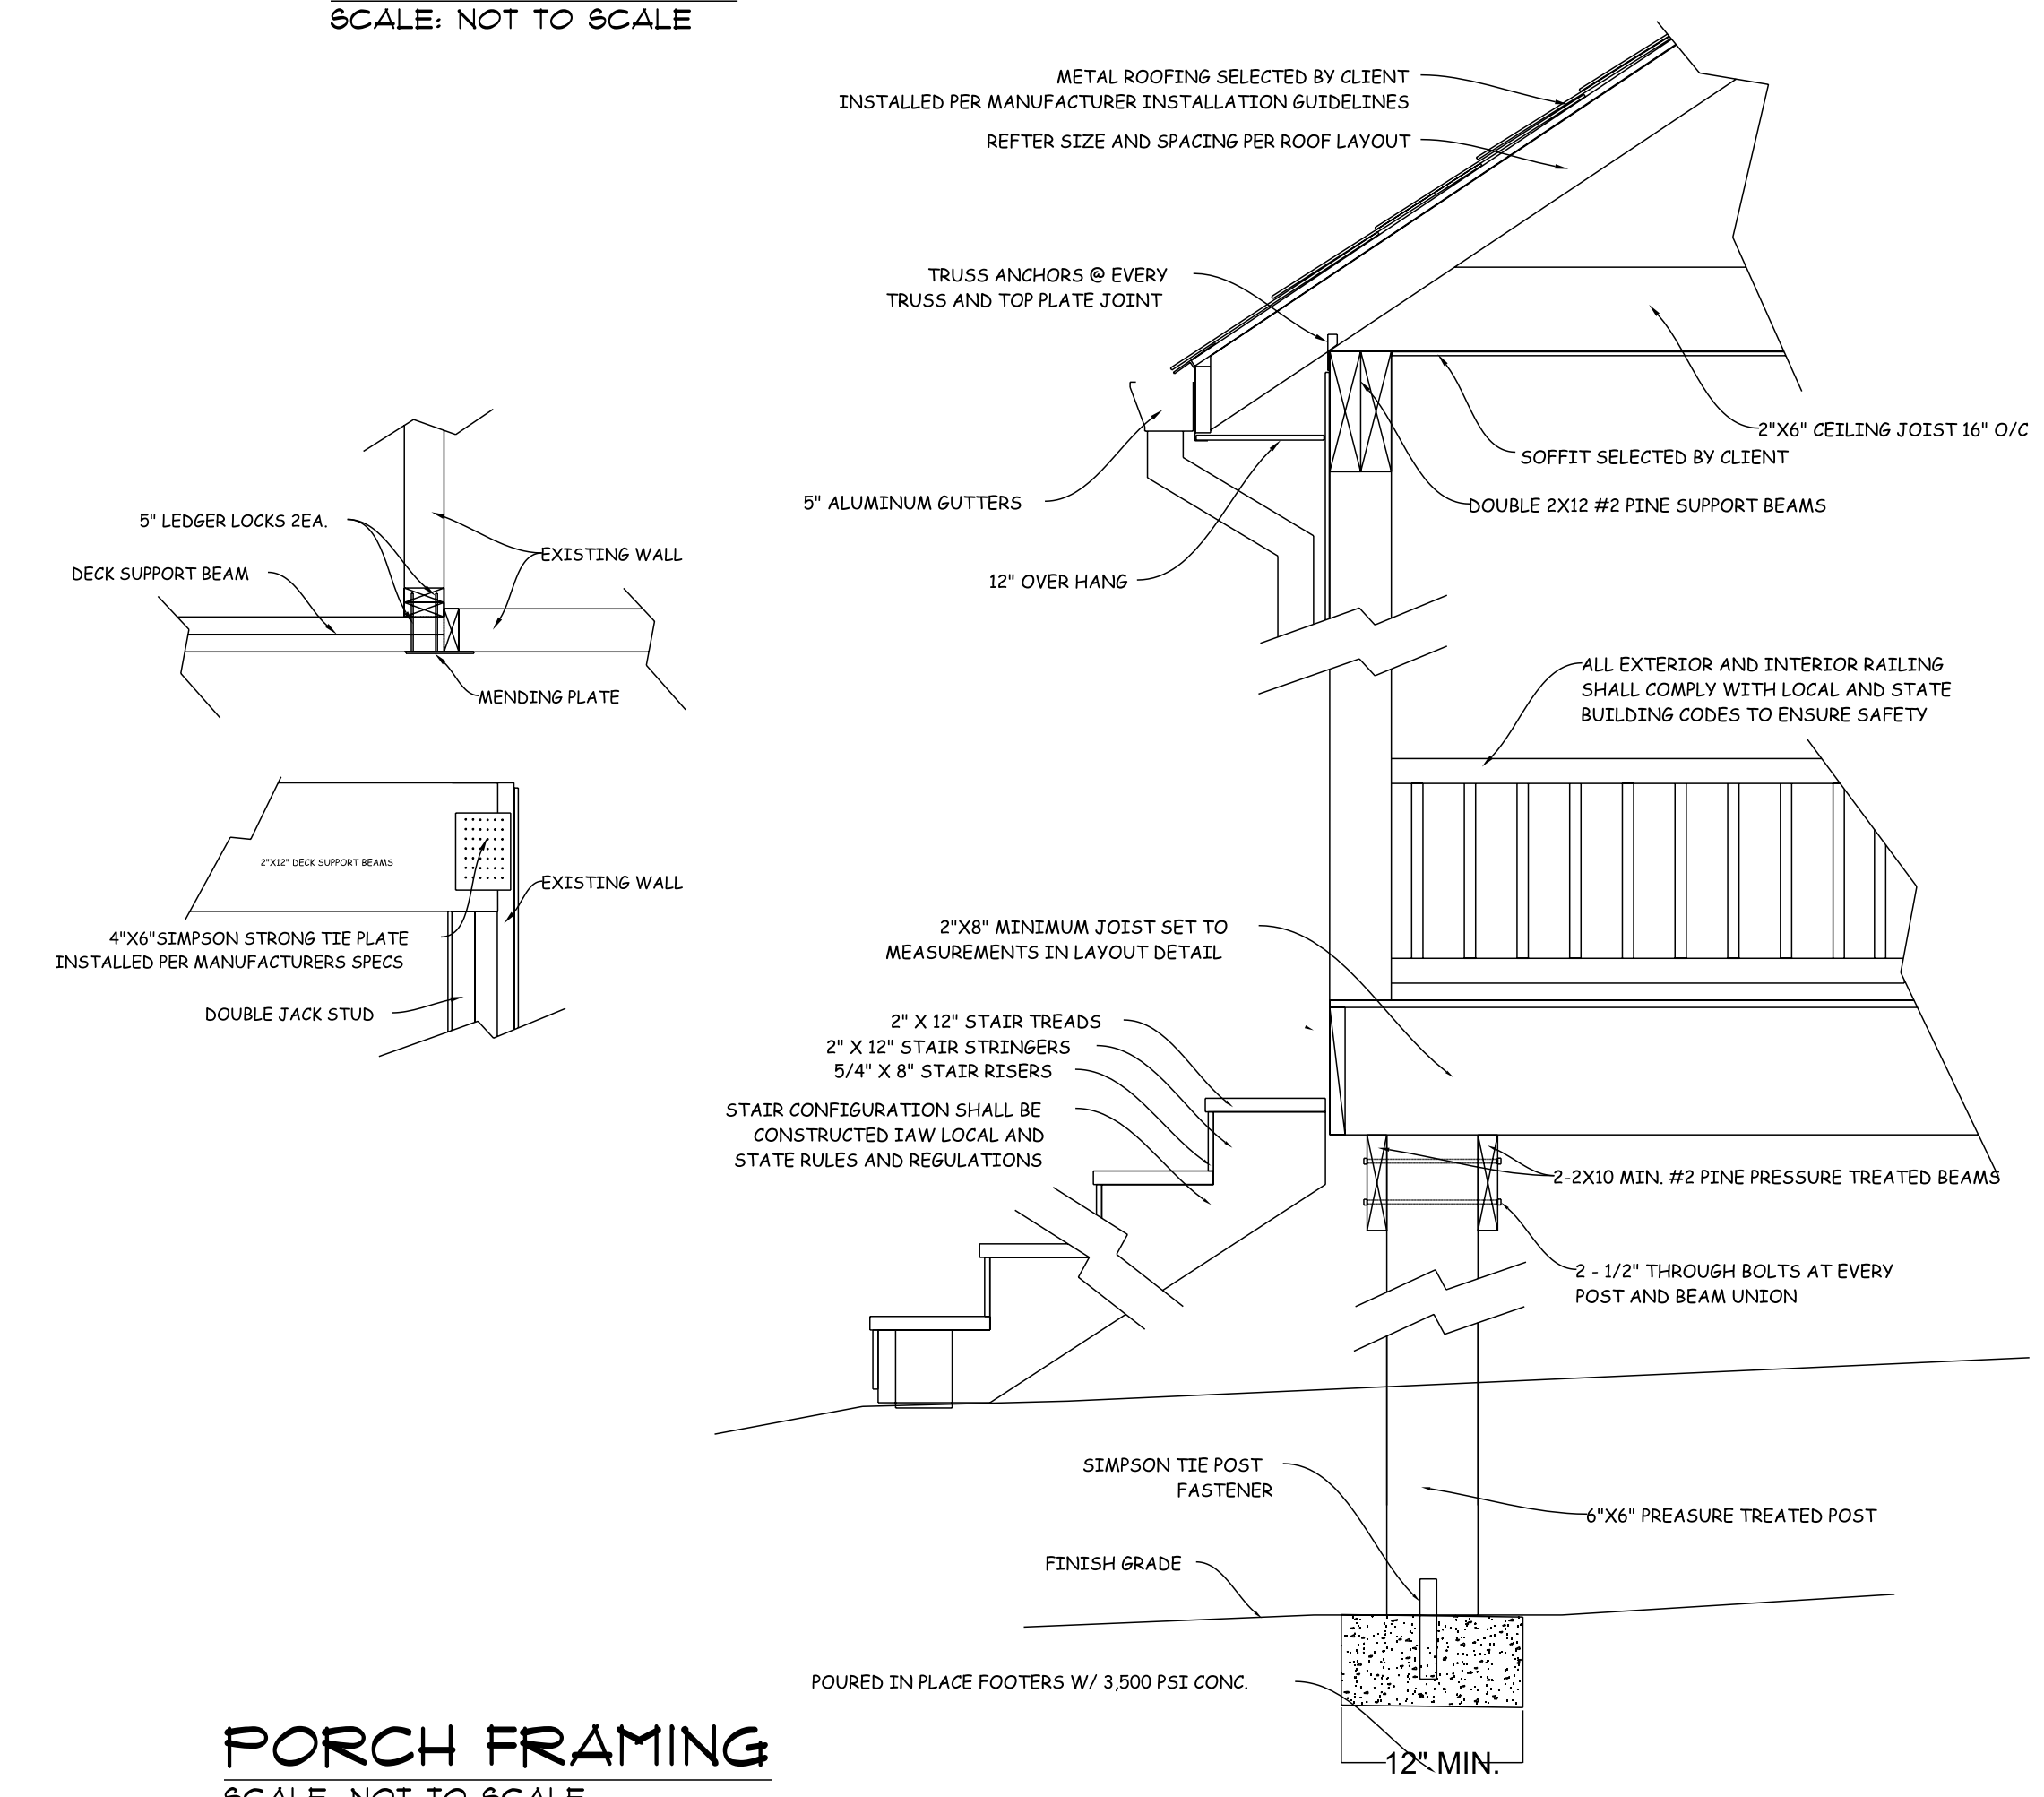 SCALE: NOT TO SCALE
METAL ROOFING SELECTED BY CLIENT
INSTALLED PER MANUFACTURER INSTALLATION GUIDELINES
REFTER SIZE AND SPACING PER ROOF LAYOUT
TRUSS ANCHORS @ EVERY
TRUSS AND TOP PLATE JOINT
2"X6" CEILING JOIST 16" O/C
SOFFIT SELECTED BY CLIENT
5" ALUMINUM GUTTERS
DOUBLE 2X12 #2 PINE SUPPORT BEAMS
12" OVER HANG
5" LEDGER LOCKS 2EA.
EXISTING WALL
DECK SUPPORT BEAM
MENDING PLATE
ALL EXTERIOR AND INTERIOR RAILING
SHALL COMPLY WITH LOCAL AND STATE
BUILDING CODES TO ENSURE SAFETY
2"X12" DECK SUPPORT BEAMS
EXISTING WALL
4"X6"SIMPSON STRONG TIE PLATE
INSTALLED PER MANUFACTURERS SPECS
DOUBLE JACK STUD
2"X8" MINIMUM JOIST SET TO
MEASUREMENTS IN LAYOUT DETAIL
2" X 12" STAIR TREADS
2" X 12" STAIR STRINGERS
5/4" X 8" STAIR RISERS
STAIR CONFIGURATION SHALL BE
CONSTRUCTED IAW LOCAL AND
STATE RULES AND REGULATIONS
2-2X10 MIN. #2 PINE PRESSURE TREATED BEAMS
2 - 1/2" THROUGH BOLTS AT EVERY
POST AND BEAM UNION
SIMPSON TIE POST
FASTENER
6"X6" PREASURE TREATED POST
FINISH GRADE
POURED IN PLACE FOOTERS W/ 3,500 PSI CONC.
12" MIN.
PORCH FRAMING
SCALE: NOT TO SCALE